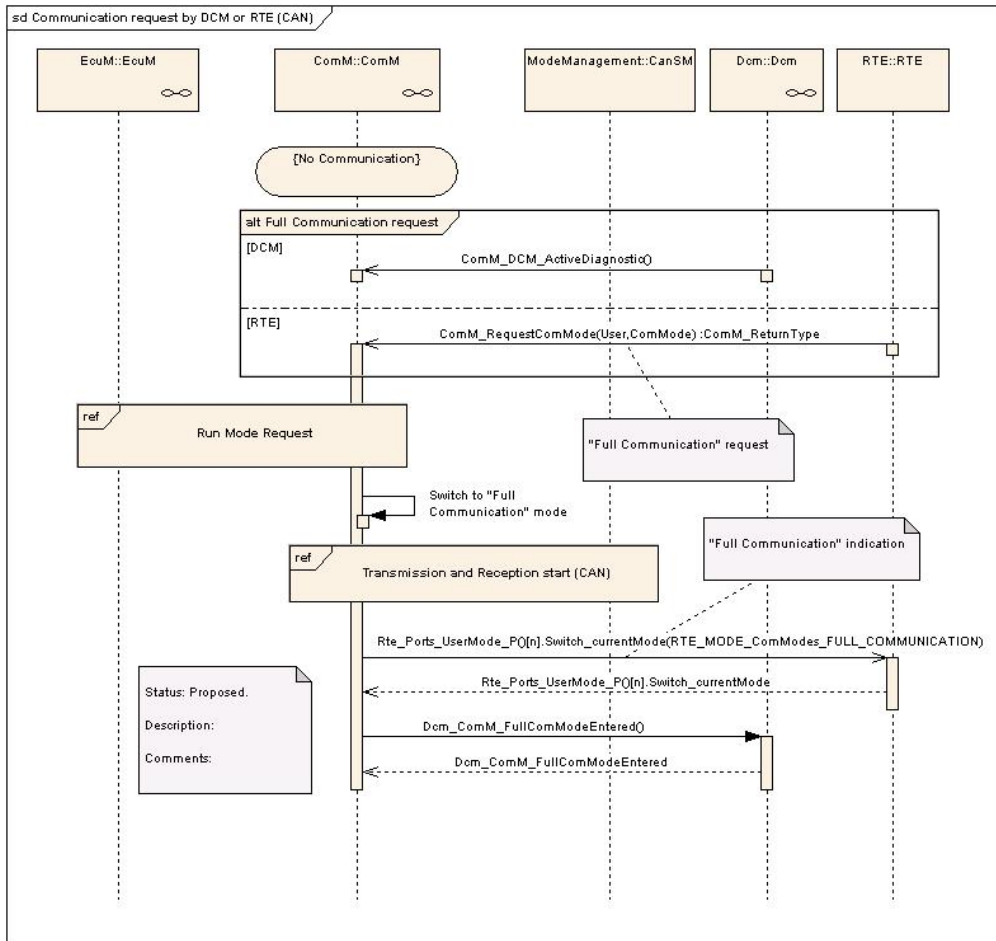 sd Communication request by DCM or RTE (CAN)
EcuM::EcuM
ComM::ComM
ModeManagement::CanSM
Dcm::Dcm
RTE::RTE
{No Communication}
alt Full Communication request
[DCM]
ComM_DCM_ActiveDiagnostic()
[RTE]
ComM_RequestComMode(User,ComMode) :ComM_ReturnType
ref
Run Mode Request
"Full Communication" request
Switch to "Full
Communication" mode
"Full Communication" indication
ref
Transmission and Reception start (CAN)
Rte_Ports_UserMode_P()[n].Switch_currentMode(RTE_MODE_ComModes_FULL_COMMUNICATION)
Rte_Ports_UserMode_P()[n].Switch_currentMode
Status: Proposed.
Description:
Comments:
Dcm_ComM_FullComModeEntered()
Dcm_ComM_FullComModeEntered